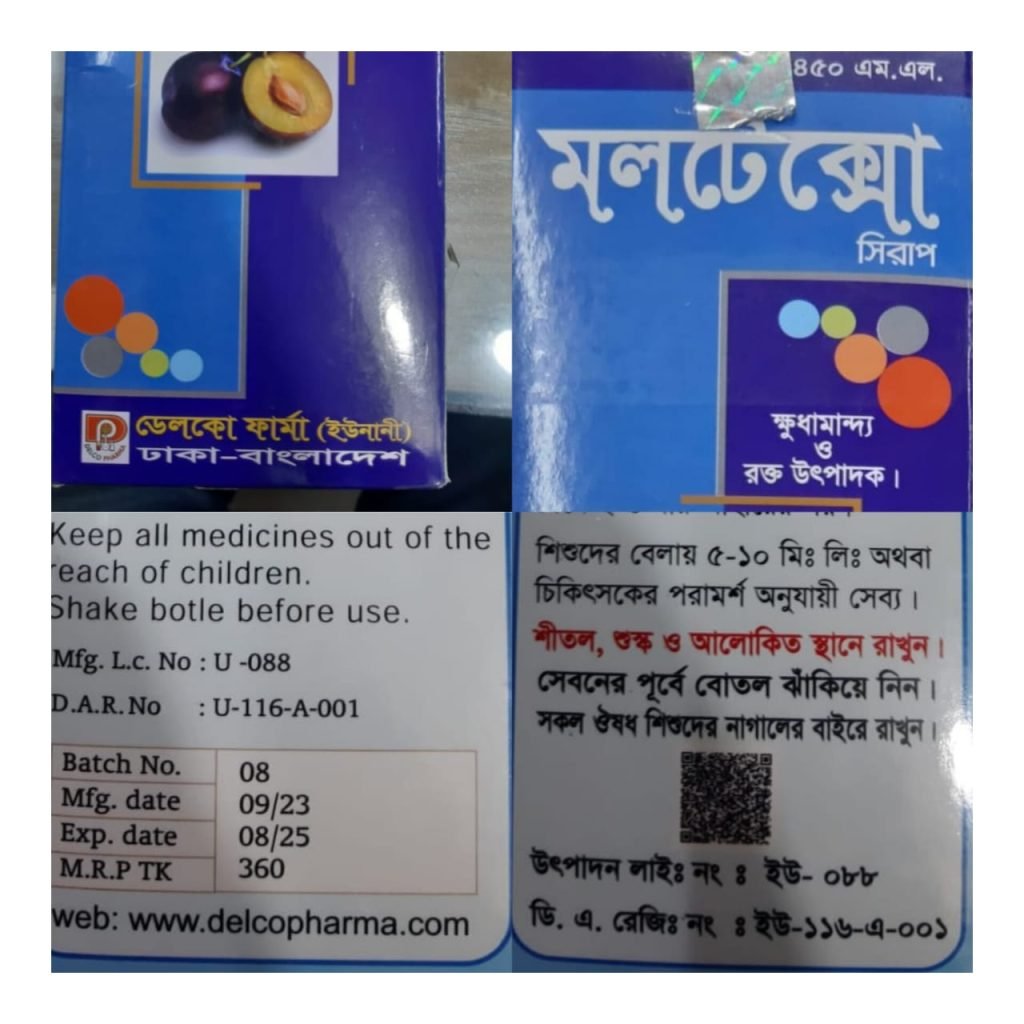 ডেলকো ফার্মা (ইউনানী)
ঢাকা-বাংলাদেশ
DELCO PHARMA
৪৫০ এম.এল.
মলটেক্সো
সিরাপ
ক্ষুধামান্দ্য
ও
রক্ত উৎপাদক।
Keep all medicines out of the
each of children.
Shake botle before use.
Mfg. L.c. No : U -088
D.A.R.No : U-116-A-001
Batch No. 08
Mfg. date 09/23
Exp. date 08/25
M.R.P TK 360
web: www.delcopharma.com
শিশুদের বেলায় ৫-১০ মিঃ লিঃ অথবা
চিকিৎসকের পরামর্শ অনুযায়ী সেব্য।
শীতল, শুস্ক ও আলোকিত স্থানে রাখুন।
সেবনের পূর্বে বোতল ঝাঁকিয়ে নিন।
সকল ঔষধ শিশুদের নাগালের বাইরে রাখুন।
উৎপাদন লাইঃ নং ঃ ইউ- ০৮৮
ডি. এ. রেজিঃ নং ঃ ইউ-১১৬-এ-০০১